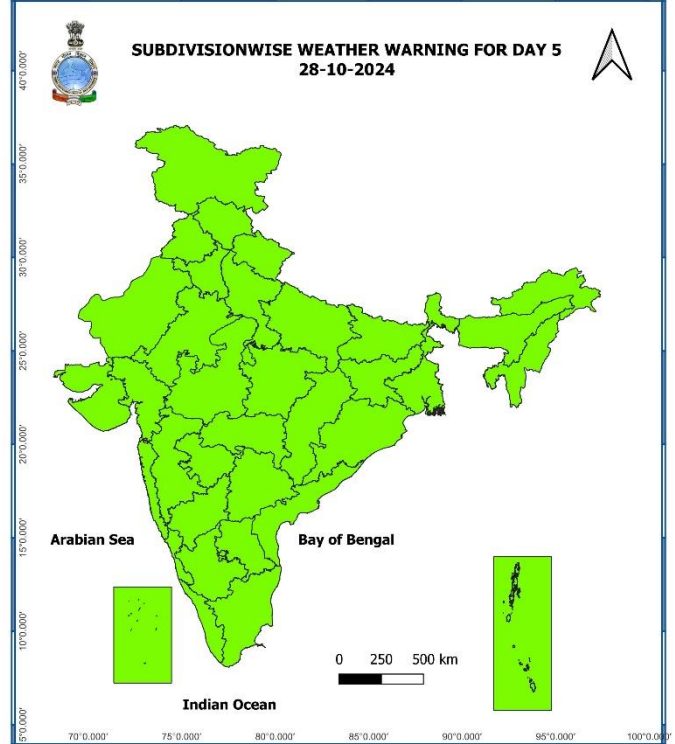 SUBDIVISIONWISE WEATHER WARNING FOR DAY 5
28-10-2024
40°0.000'
35°0.000'
30°0.000'
25°0.000'
20°0.000'
15°0.000'
10°0.000'
5°0.000'
Arabian Sea
Bay of Bengal
0 250 500 km
Indian Ocean
70°0.000' 75°0.000' 80°0.000' 85°0.000' 90°0.000' 95°0.000' 100°0.000'